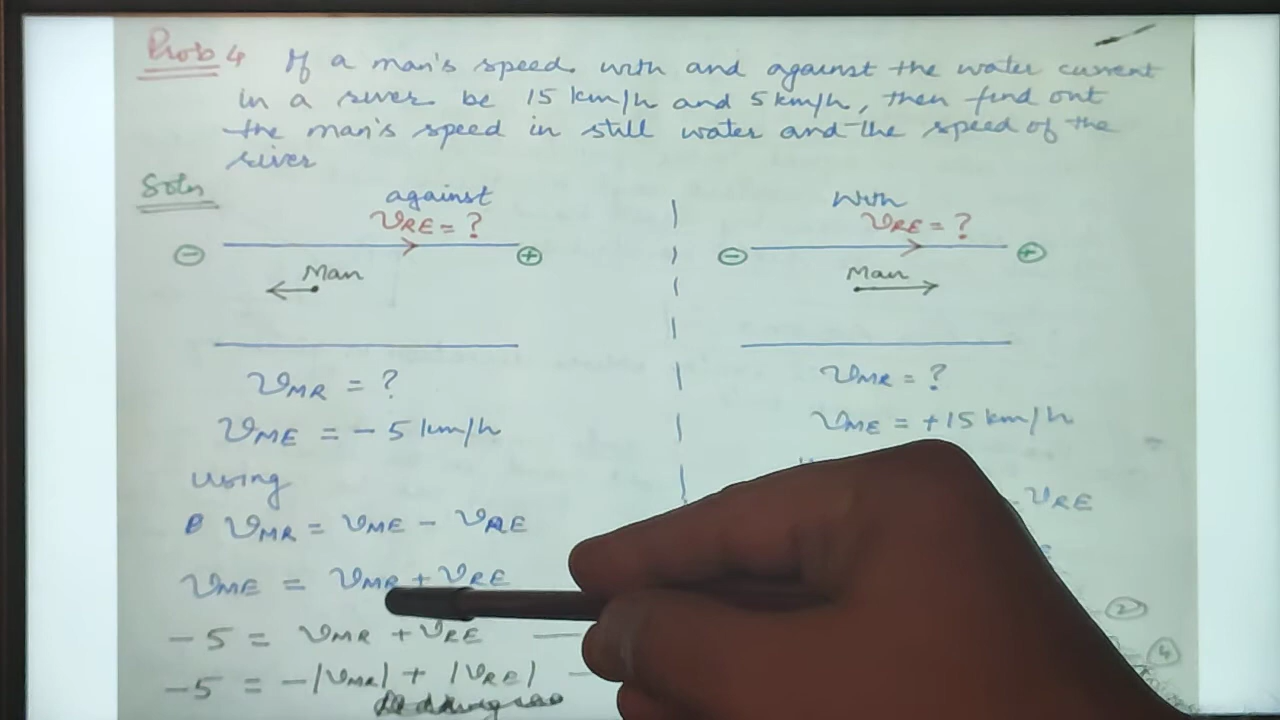 Prob 4 If a man's speed with and against the water current
in a river be 15 km/h and 5 km/h, then find out
the man's speed in still water and the speed of the
river
Soln
against
VRE = ?
⊖ ⊕
Man
VMR = ?
VME = - 5 km/h
using
VMR = VME - VRE
VME = VMR + VRE
-5 = VMR + VRE
-5 = -|VMR| + |VRE|
With
VRE = ?
⊖ ⊕
Man
VMR = ?
VME = +15 km/h
- VRE
②
④